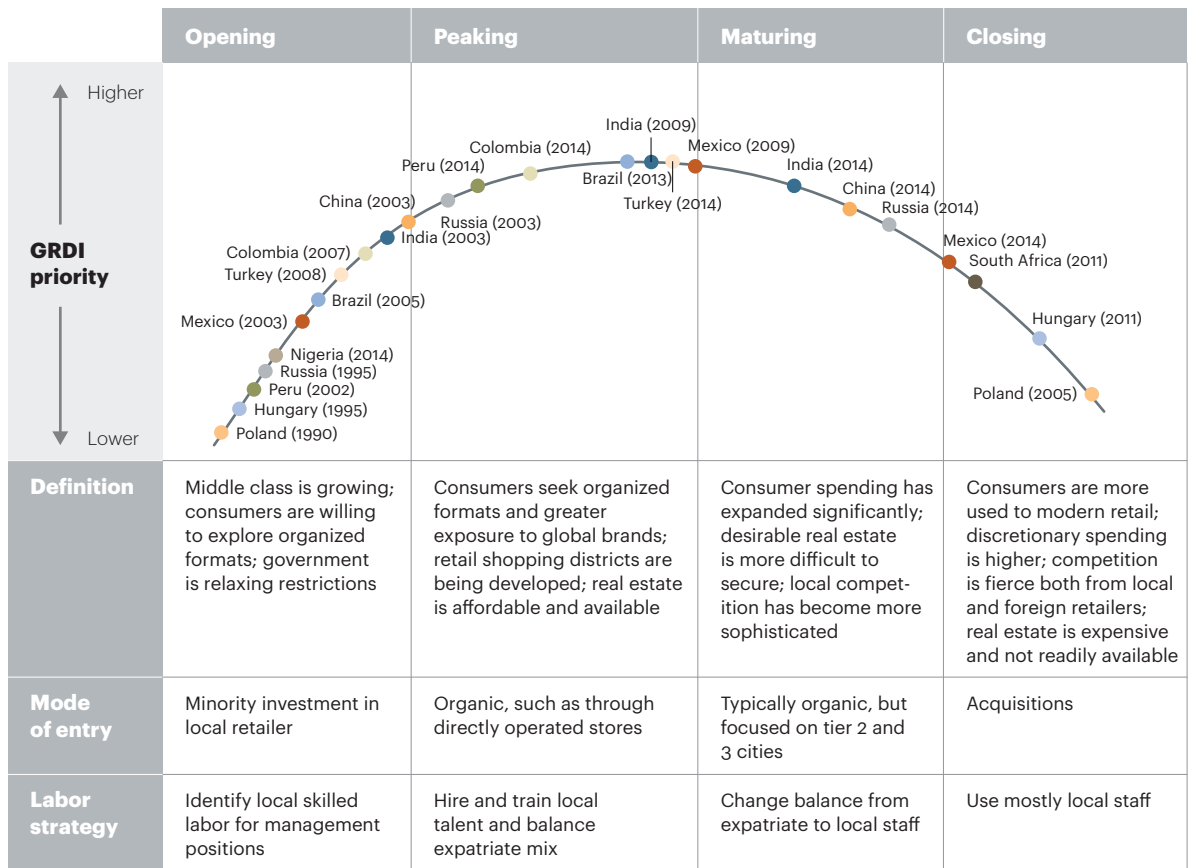 Opening
Peaking
Maturing
Closing
Higher
GRDI
priority
Lower
India (2009)
Colombia (2014)
Mexico (2009)
Peru (2014)
Brazil (2013)
India (2014)
Turkey (2014)
China (2014)
China (2003)
Russia (2014)
Russia (2003)
India (2003)
Mexico (2014)
Colombia (2007)
South Africa (2011)
Turkey (2008)
Brazil (2005)
Mexico (2003)
Hungary (2011)
Nigeria (2014)
Russia (1995)
Peru (2002)
Poland (2005)
Hungary (1995)
Poland (1990)
Definition
Middle class is growing;
consumers are willing
to explore organized
formats; government
is relaxing restrictions
Consumers seek organized
formats and greater
exposure to global brands;
retail shopping districts are
being developed; real estate
is affordable and available
Consumer spending has
expanded significantly;
desirable real estate
is more difficult to
secure; local compet-
ition has become more
sophisticated
Consumers are more
used to modern retail;
discretionary spending
is higher; competition
is fierce both from local
and foreign retailers;
real estate is expensive
and not readily available
Mode
of entry
Minority investment in
local retailer
Organic, such as through
directly operated stores
Typically organic, but
focused on tier 2 and
3 cities
Acquisitions
Labor
strategy
Identify local skilled
labor for management
positions
Hire and train local
talent and balance
expatriate mix
Change balance from
expatriate to local staff
Use mostly local staff